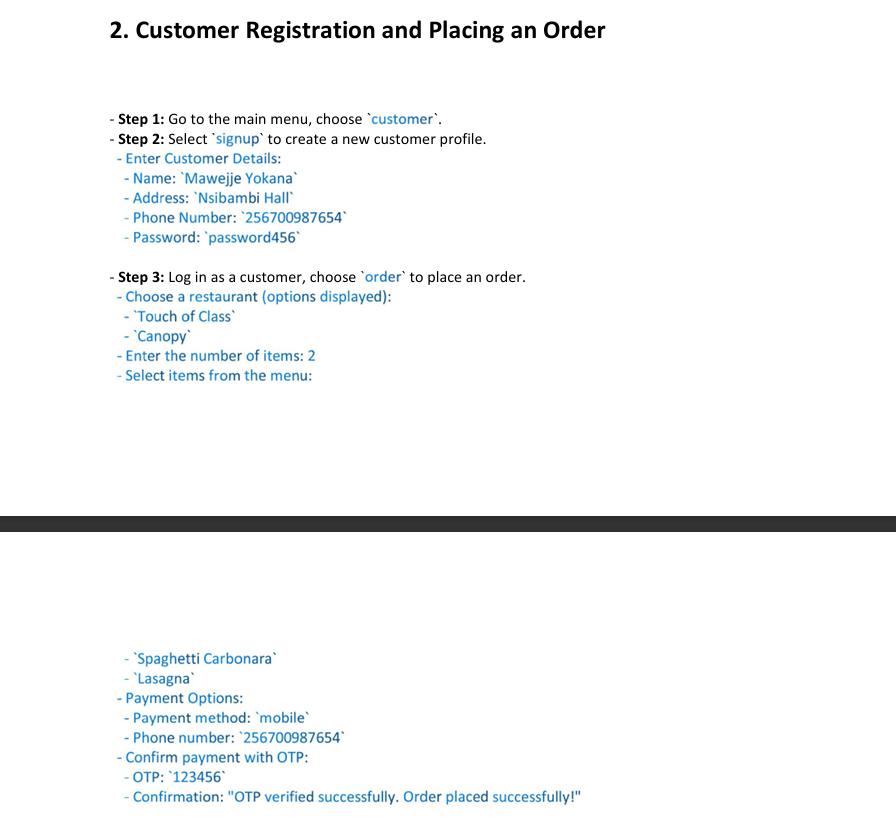 2. Customer Registration and Placing an Order
- Step 1: Go to the main menu, choose `customer`.
- Step 2: Select `signup` to create a new customer profile.
- Enter Customer Details:
- Name: `Mawejje Yokana`
- Address: `Nsibambi Hall`
- Phone Number: `256700987654`
- Password: `password456`
- Step 3: Log in as a customer, choose `order` to place an order.
- Choose a restaurant (options displayed):
- `Touch of Class`
- `Canopy`
- Enter the number of items: 2
- Select items from the menu:
- `Spaghetti Carbonara`
- `Lasagna`
- Payment Options:
- Payment method: `mobile`
- Phone number: `256700987654`
- Confirm payment with OTP:
- OTP: `123456`
- Confirmation: "OTP verified successfully. Order placed successfully!"